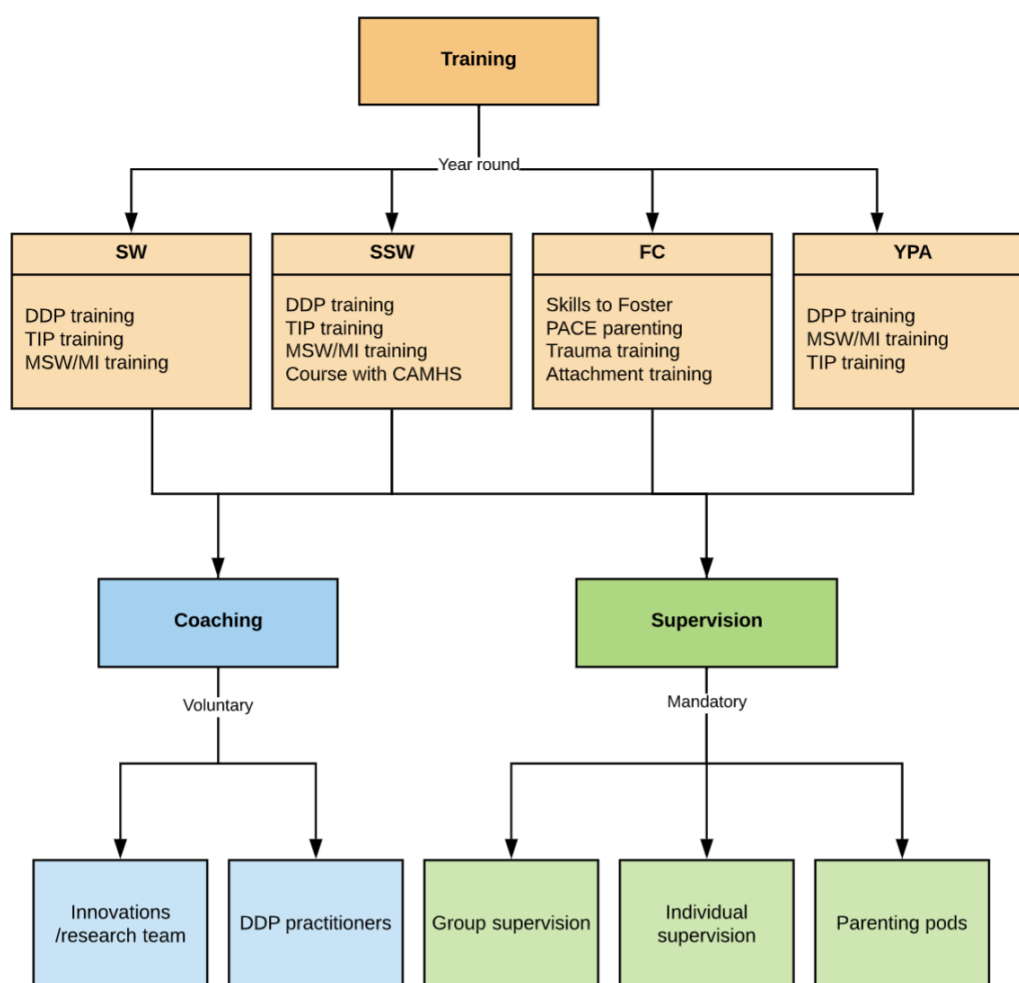 Training
Year round
SW
DDP training
TIP training
MSW/MI training
SSW
DDP training
TIP training
MSW/MI training
Course with CAMHS
FC
Skills to Foster
PACE parenting
Trauma training
Attachment training
YPA
DPP training
MSW/MI training
TIP training
Coaching
Supervision
Voluntary
Mandatory
Innovations
/research team
DDP practitioners
Group supervision
Individual
supervision
Parenting pods